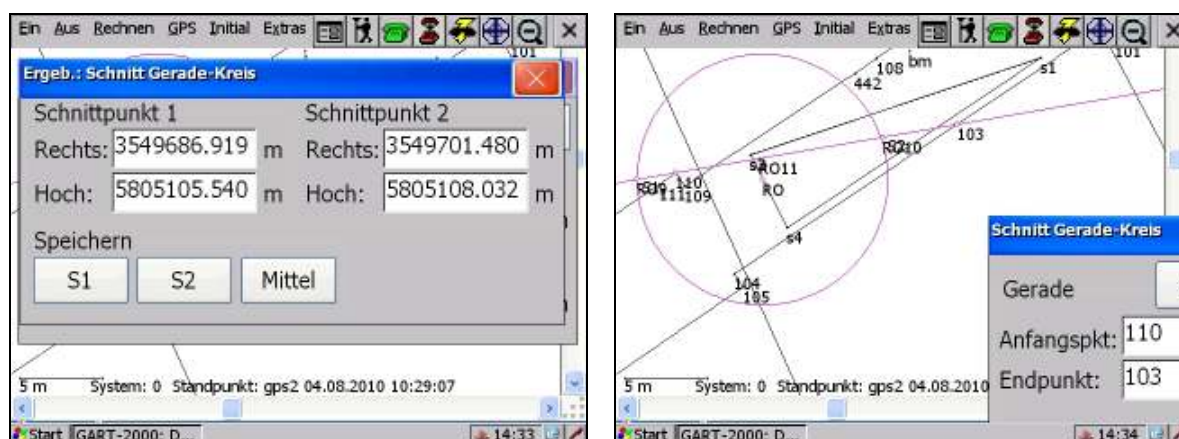 Ein Aus Rechnen GPS Initial Extras
101
Ergeb.: Schnitt Gerade-Kreis
Schnittpunkt 1 Schnittpunkt 2
Rechts: 3549686.919 m Rechts: 3549701.480 m
Hoch: 5805105.540 m Hoch: 5805108.032 m
Speichern
S1 S2 Mittel
5 m System: 0 Standpunkt: gps2 04.08.2010 10:29:07
Start GART-2000: D... 14:33
Ein Aus Rechnen GPS Initial Extras
101
108 bm
s1
442
103
RO11
110
RO
111 109
s4
104
105
Schnitt Gerade-Kreis
Gerade
Anfangspkt: 110
Endpunkt: 103
5 m System: 0 Standpunkt: gps2 04.08.2010
Start GART-2000: D... 14:34